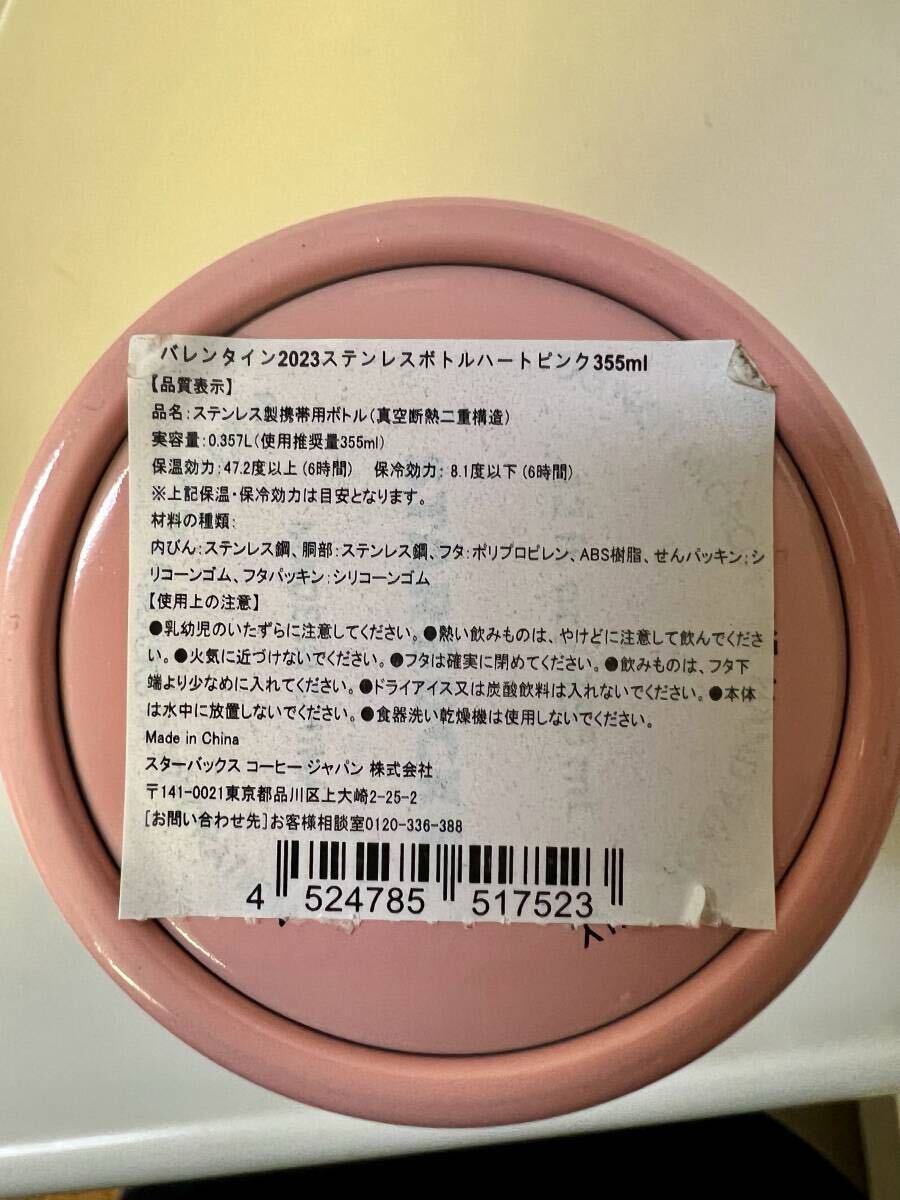 バレンタイン2023ステンレスボトルハートピンク355ml
【品質表示】
品名：ステンレス製携帯用ボトル（真空断熱二重構造）
実容量：0.357L（使用推奨量355ml）
保温効力：47.2度以上（6時間） 保冷効力：8.1度以下（6時間）
※上記保温・保冷効力は目安となります。
材料の種類：
内びん：ステンレス鋼、胴部：ステンレス鋼、フタ：ポリプロピレン、ABS樹脂、せんパッキン：シ
リコーンゴム、フタパッキン：シリコーンゴム
【使用上の注意】
●乳幼児のいたずらに注意してください。●熱い飲みものは、やけどに注意して飲んでくださ
い。●火気に近づけないでください。●フタは確実に閉めてください。●飲みものは、フタ下
端より少なめに入れてください。●ドライアイス又は炭酸飲料は入れないでください。●本体
は水中に放置しないでください。●食器洗い乾燥機は使用しないでください。
Made in China
スターバックス コーヒー ジャパン 株式会社
〒141-0021東京都品川区上大崎2-25-2
[お問い合わせ先]お客様相談室0120-336-388
4 524785 517523